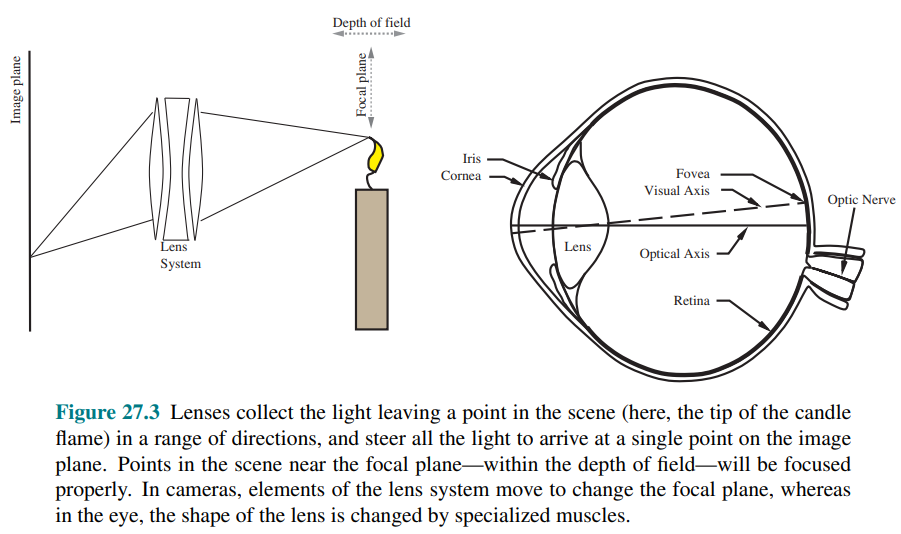 Depth of field
Image plane
Focal plane
Lens
System
Iris
Cornea
Fovea
Visual Axis
Optic Nerve
Lens
Optical Axis
Retina
Figure 27.3 Lenses collect the light leaving a point in the scene (here, the tip of the candle
flame) in a range of directions, and steer all the light to arrive at a single point on the image
plane. Points in the scene near the focal plane—within the depth of field—will be focused
properly. In cameras, elements of the lens system move to change the focal plane, whereas
in the eye, the shape of the lens is changed by specialized muscles.